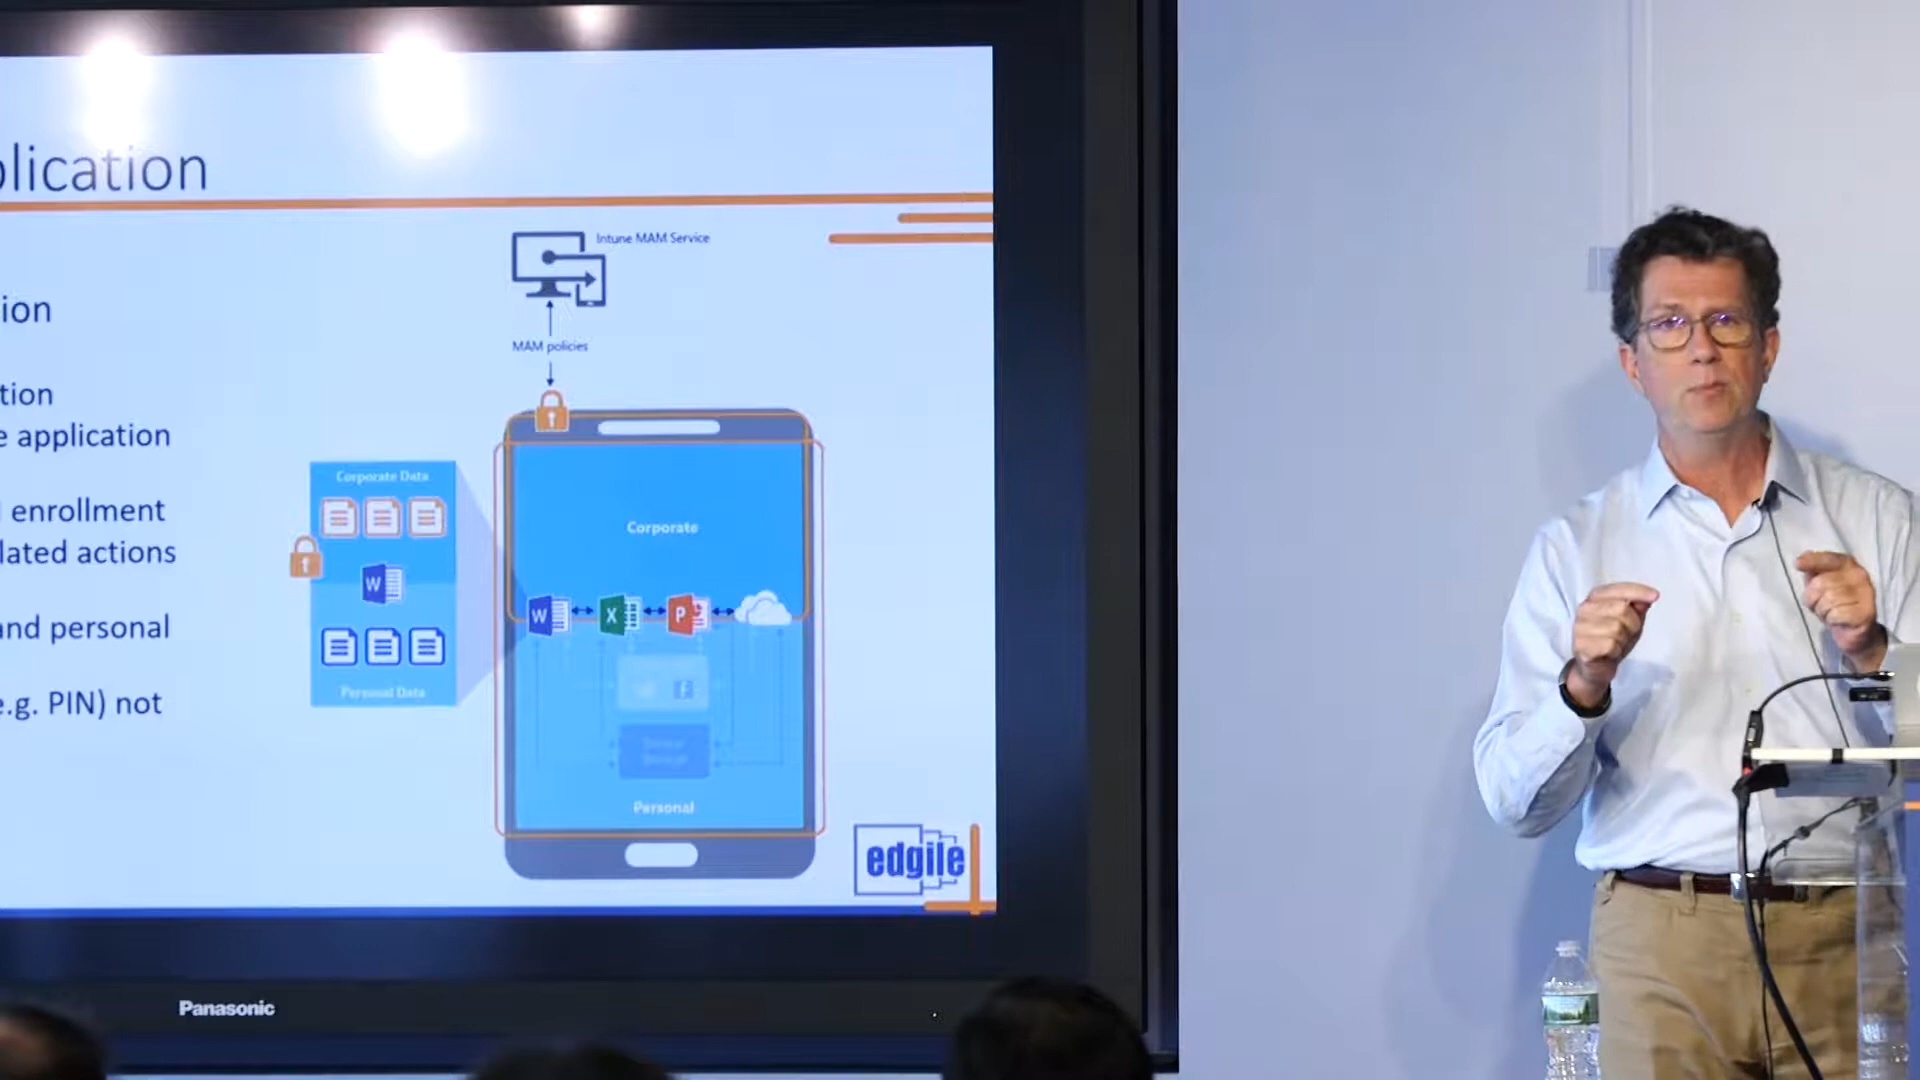 plication
ion
tion
e application
enrollment
lated actions
and personal
e.g. PIN) not
Intune MAM Service
MAM policies
Corporate Data
W
Personal Data
Corporate
W X P
f
Personal
edgile
Panasonic